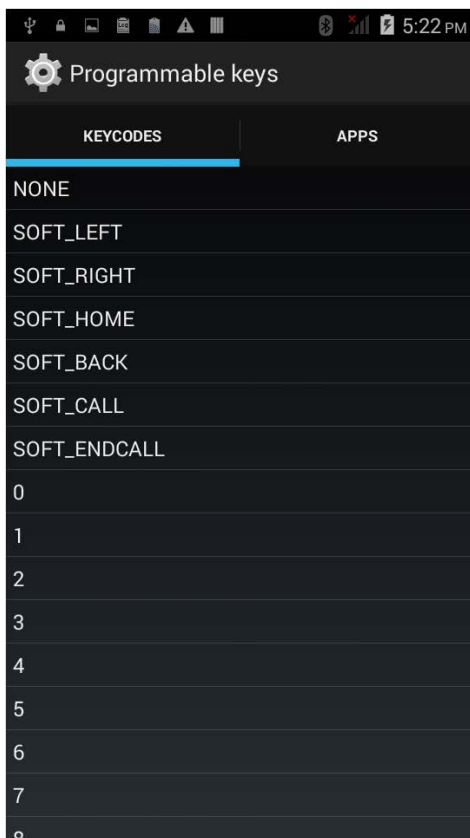 5:22 PM
Programmable keys
KEYCODES
APPS
NONE
SOFT_LEFT
SOFT_RIGHT
SOFT_HOME
SOFT_BACK
SOFT_CALL
SOFT_ENDCALL
0
1
2
3
4
5
6
7
8